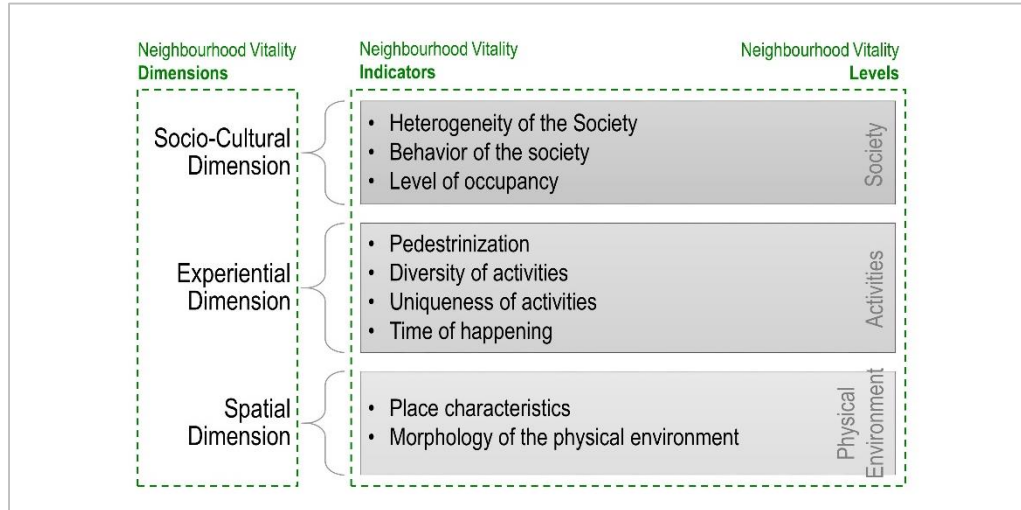 Neighbourhood Vitality
Dimensions
Neighbourhood Vitality
Indicators
Neighbourhood Vitality
Levels
Socio-Cultural
Dimension
• Heterogeneity of the Society
• Behavior of the society
• Level of occupancy
Society
Experiential
Dimension
• Pedestrinization
• Diversity of activities
• Uniqueness of activities
• Time of happening
Activities
Spatial
Dimension
• Place characteristics
• Morphology of the physical environment
Physical
Environment